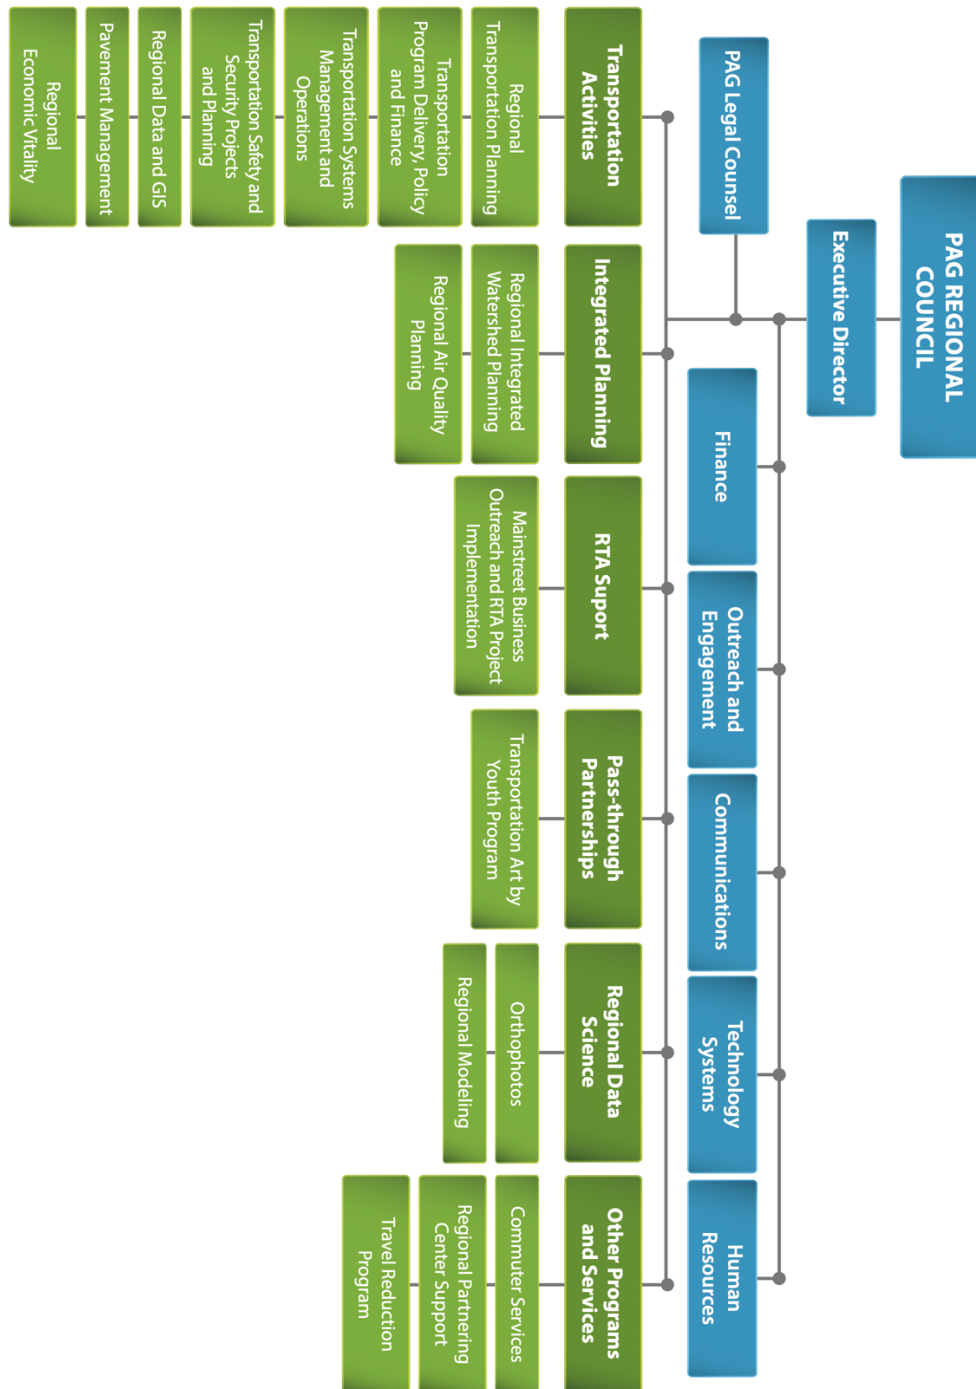 PAG REGIONAL
COUNCIL
Executive Director
PAG Legal Counsel
Finance
Outreach and
Engagement
Communications
Technology
Systems
Human
Resources
Transportation
Activities
Regional
Transportation Planning
Transportation
Program Delivery, Policy
and Finance
Transportation Systems
Management and
Operations
Transportation Safety and
Security Projects
and Planning
Regional Data and GIS
Pavement Management
Regional
Economic Vitality
Integrated Planning
Regional Integrated
Watershed Planning
Regional Air Quality
Planning
RTA Suport
Mainstreet Business
Outreach and RTA Project
Implementation
Pass-through
Partnerships
Transportation Art by
Youth Program
Regional Data
Science
Orthophotos
Regional Modeling
Other Programs
and Services
Commuter Services
Regional Partnering
Center Support
Travel Reduction
Program